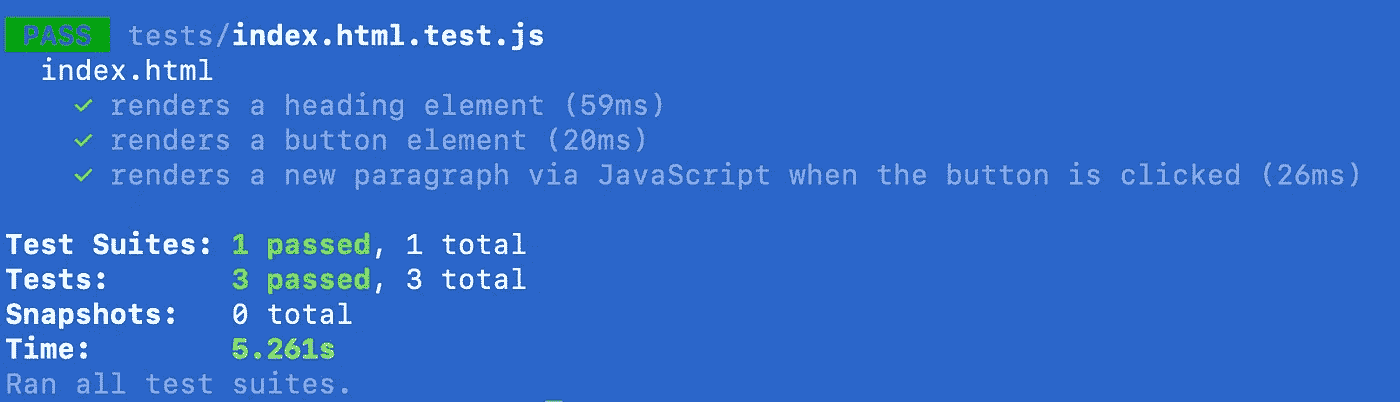 PASS tests/index.html.test.js
index.html
✓ renders a heading element (59ms)
✓ renders a button element (20ms)
✓ renders a new paragraph via JavaScript when the button is clicked (26ms)
Test Suites: 1 passed, 1 total
Tests: 3 passed, 3 total
Snapshots: 0 total
Time: 5.261s
Ran all test suites.